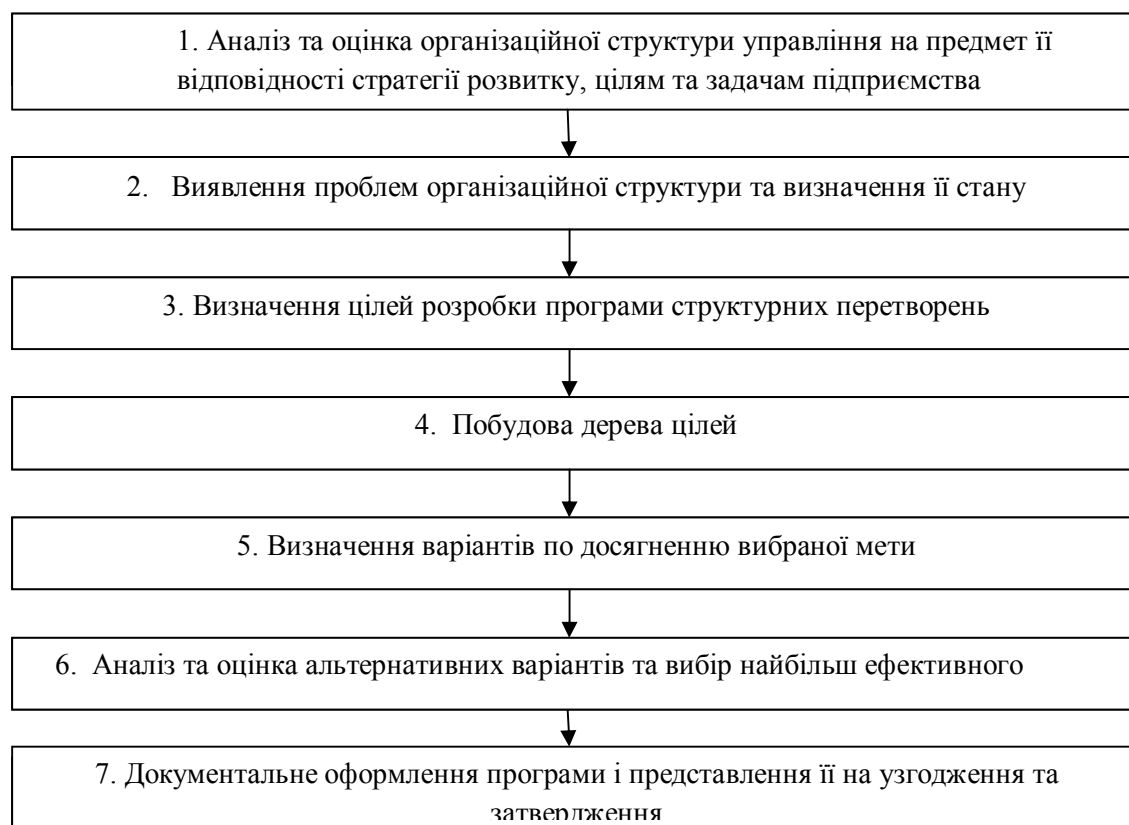 1. Аналіз та оцінка організаційної структури управління на предмет її
відповідності стратегії розвитку, цілям та задачам підприємства
2. Виявлення проблем організаційної структури та визначення її стану
3. Визначення цілей розробки програми структурних перетворень
4. Побудова дерева цілей
5. Визначення варіантів по досягненню вибраної мети
6. Аналіз та оцінка альтернативних варіантів та вибір найбільш ефективного
7. Документальне оформлення програми і представлення її на узгодження та
затвердження